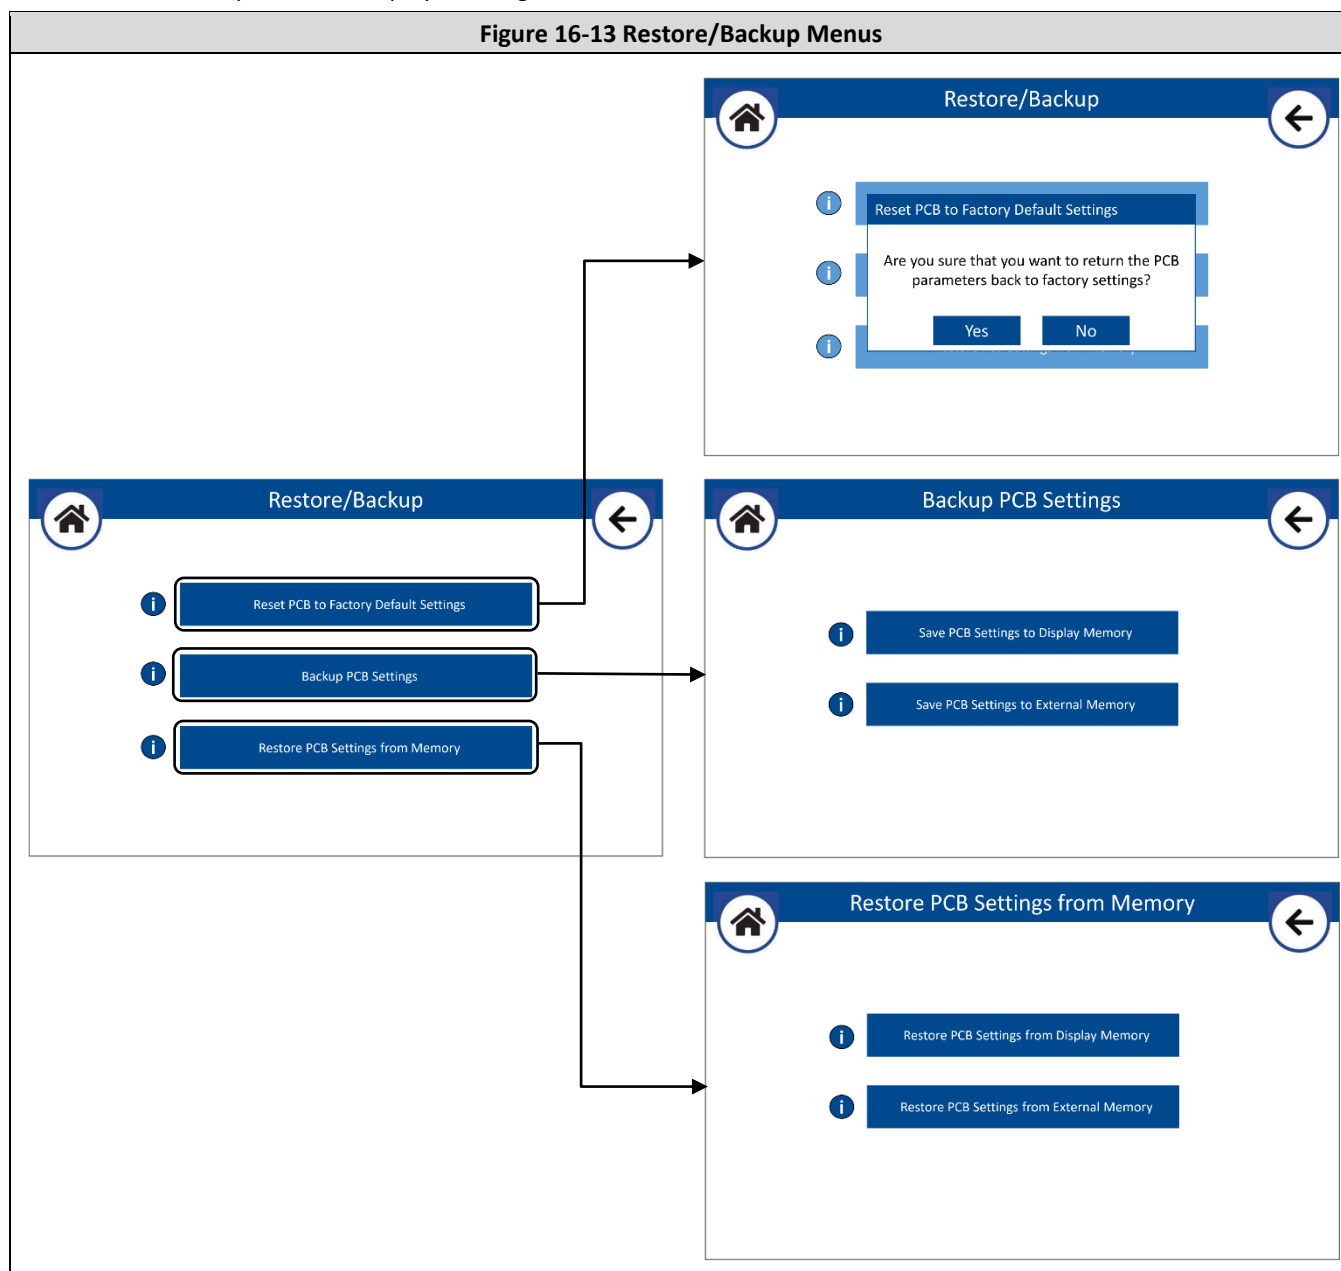 Figure 16-13 Restore/Backup Menus
Restore/Backup
i
Reset PCB to Factory Default Settings
i
Are you sure that you want to return the PCB
parameters back to factory settings?
Yes No
i
Restore/Backup
i Reset PCB to Factory Default Settings
i Backup PCB Settings
i Restore PCB Settings from Memory
Backup PCB Settings
i Save PCB Settings to Display Memory
i Save PCB Settings to External Memory
Restore PCB Settings from Memory
i Restore PCB Settings from Display Memory
i Restore PCB Settings from External Memory